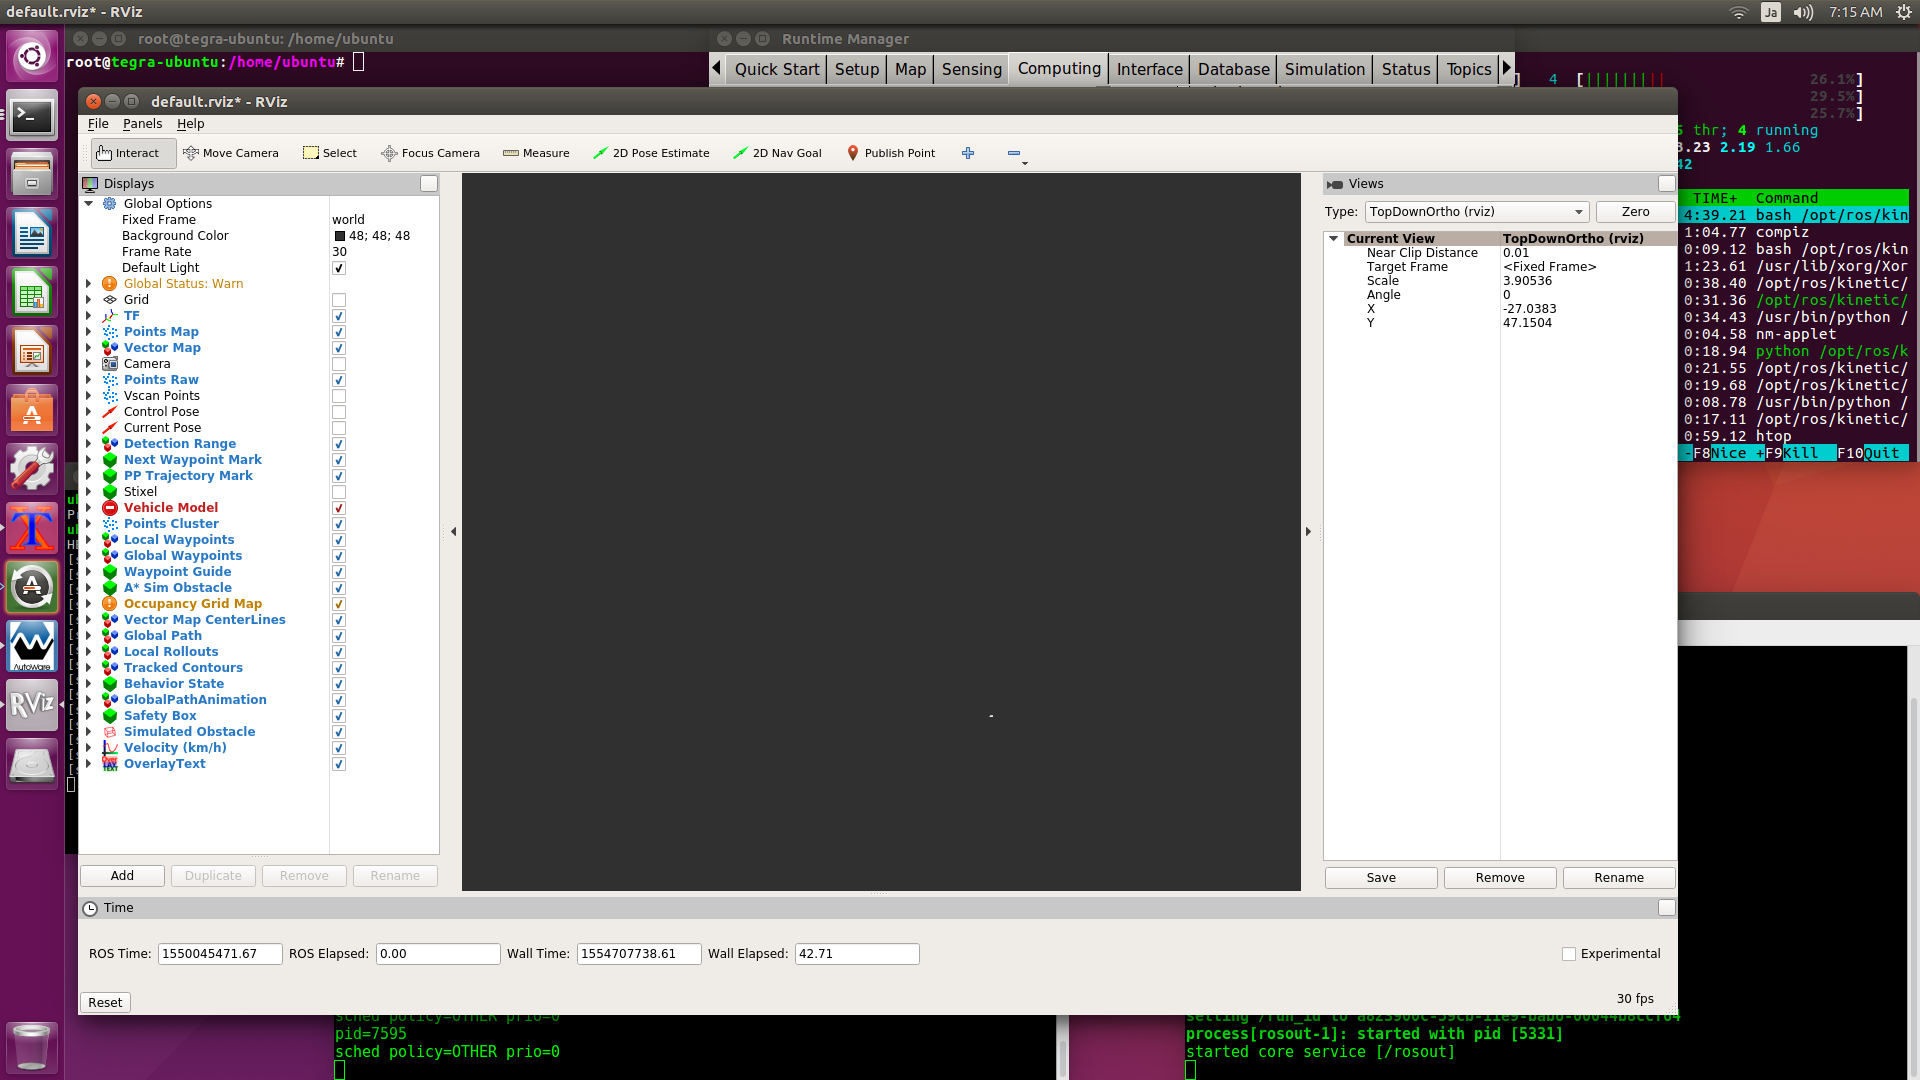 default.rviz* - RViz
Ja
7:15 AM
root@tegra-ubuntu: /home/ubuntu
Runtime Manager
root@tegra-ubuntu:/home/ubuntu#
Quick Start Setup Map Sensing Computing Interface Database Simulation Status Topics
4 [|||||||| 26.1%]
29.5%]
25.7%]
thr; 4 running
3.23 2.19 1.66
42
TIME+ Command
4:39.21 bash /opt/ros/kin
1:04.77 compiz
0:09.12 bash /opt/ros/kin
1:23.61 /usr/lib/xorg/Xor
0:38.40 /opt/ros/kinetic/
0:31.36 /opt/ros/kinetic/
0:34.43 /usr/bin/python /
0:04.58 nm-applet
0:18.94 python /opt/ros/k
0:21.55 /opt/ros/kinetic/
0:19.68 /opt/ros/kinetic/
0:08.78 /usr/bin/python /
0:17.11 /opt/ros/kinetic/
0:59.12 htop
-F8Nice +F9Kill F10Quit
default.rviz* - RViz
File Panels Help
Interact Move Camera Select Focus Camera Measure 2D Pose Estimate 2D Nav Goal Publish Point
Displays
Global Options
Fixed Frame world
Background Color 48; 48; 48
Frame Rate 30
Default Light
Global Status: Warn
Grid
TF
Points Map
Vector Map
Camera
Points Raw
Vscan Points
Control Pose
Current Pose
Detection Range
Next Waypoint Mark
PP Trajectory Mark
Stixel
Vehicle Model
Points Cluster
Local Waypoints
Global Waypoints
Waypoint Guide
A* Sim Obstacle
Occupancy Grid Map
Vector Map CenterLines
Global Path
Local Rollouts
Tracked Contours
Behavior State
GlobalPathAnimation
Safety Box
Simulated Obstacle
Velocity (km/h)
OverlayText
Add Duplicate Remove Rename
Views
Type: TopDownOrtho (rviz) Zero
Current View TopDownOrtho (rviz)
Near Clip Distance 0.01
Target Frame <Fixed Frame>
Scale 3.90536
Angle 0
X -27.0383
Y 47.1504
Save Remove Rename
Time
ROS Time: 1550045471.67 ROS Elapsed: 0.00 Wall Time: 1554707738.61 Wall Elapsed: 42.71 Experimental
Reset
30 fps
AutoWare
RViz
sched policy=OTHER prio=0
pid=7595
sched policy=OTHER prio=0
process[rosout-1]: started with pid [5331]
started core service [/rosout]